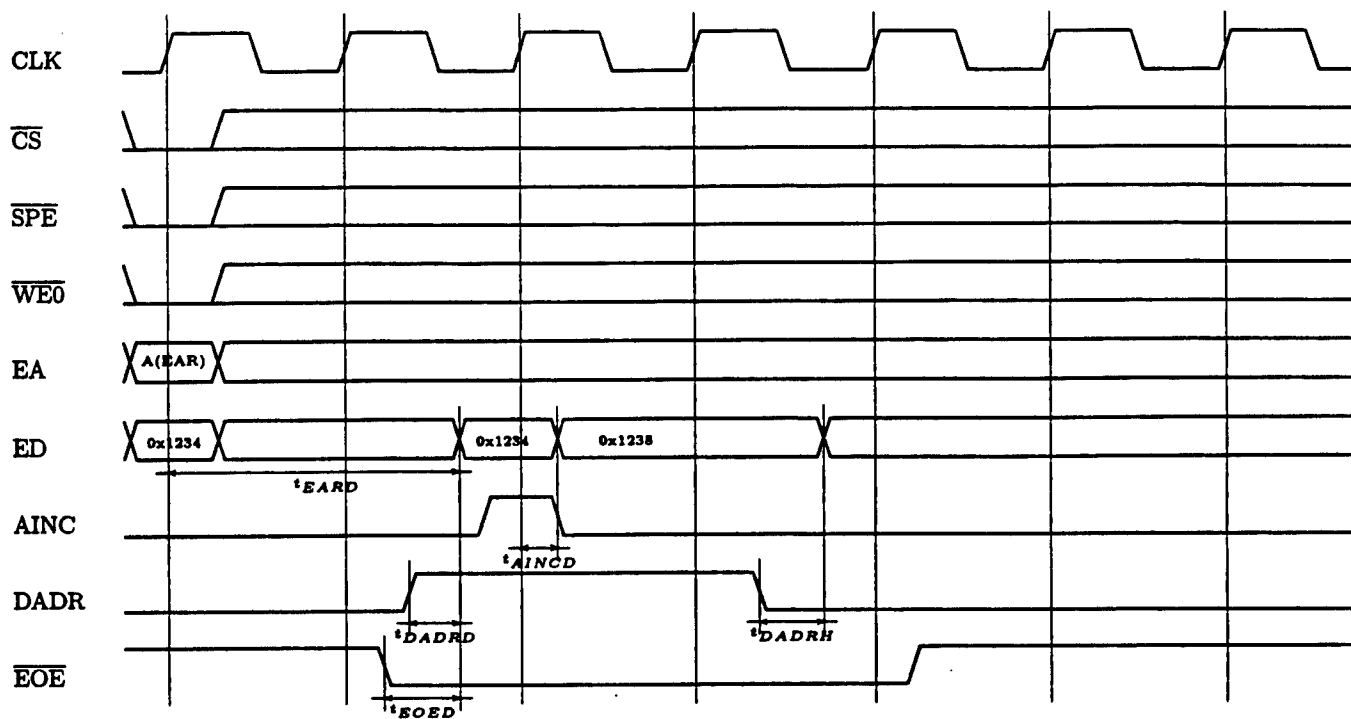 CLK
CS
SPE
WE0
EA A(EAR)
ED 0x1234 0x1234 0x1238
tEARD
AINC
tAINCD
DADR
tDADRD tDADRH
EOE
tEOED